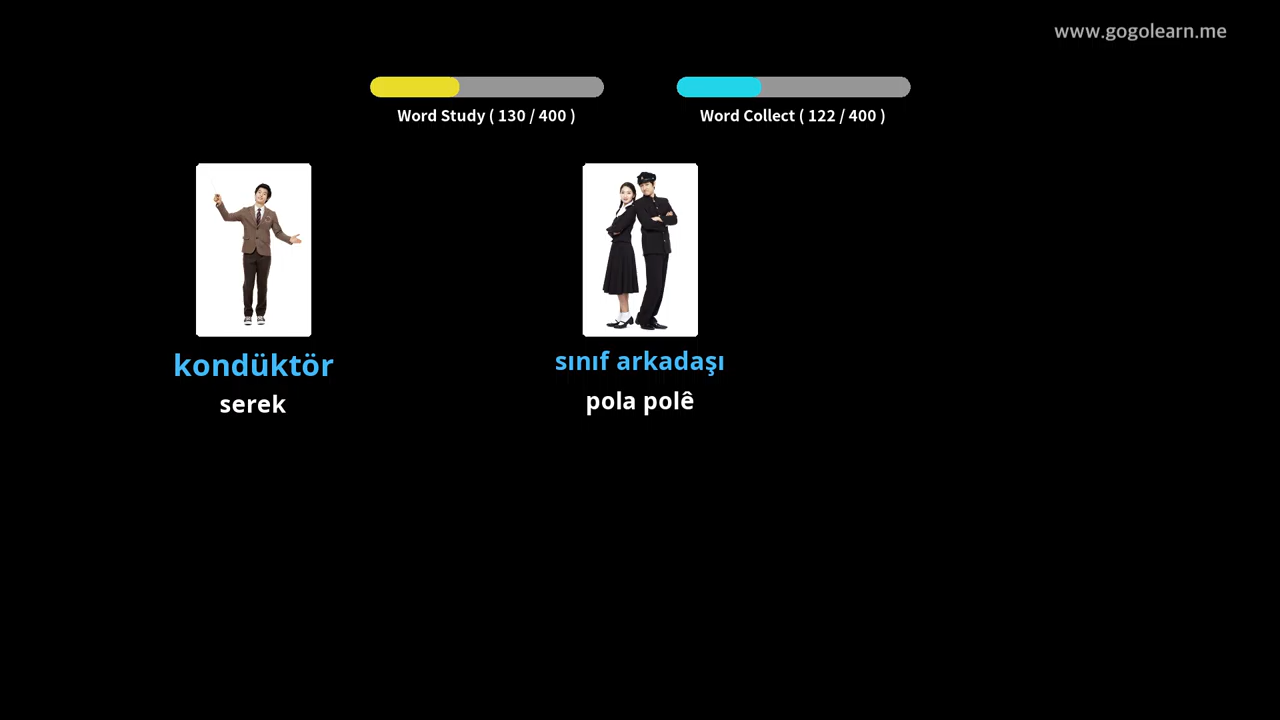 www.gogolearn.me
Word Study ( 130 / 400 )
Word Collect ( 122 / 400 )
kondüktör
serek
sınıf arkadaşı
pola polê